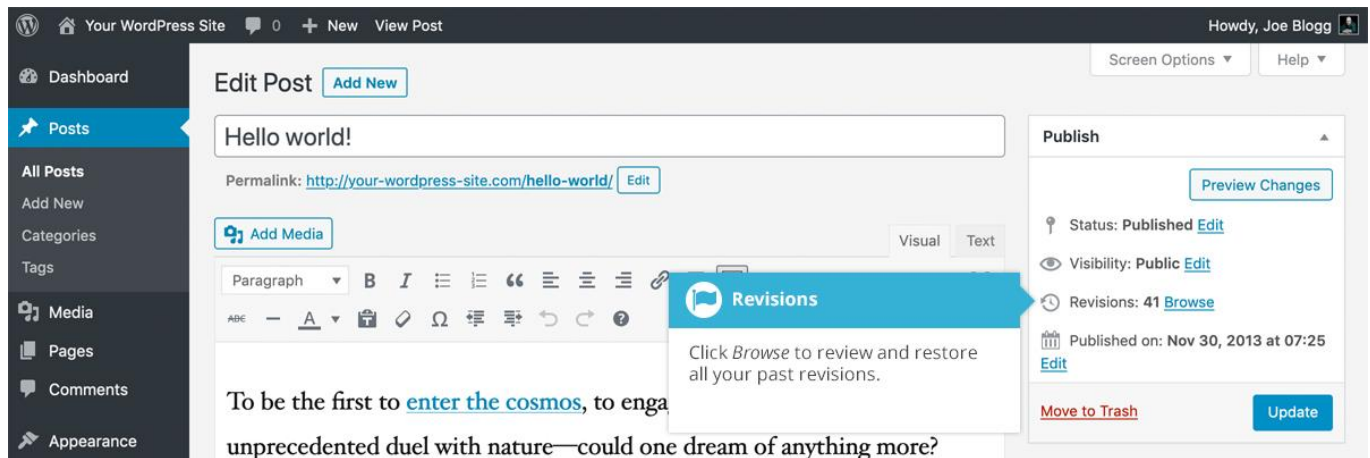 Your WordPress Site 0 + New View Post Howdy, Joe Blogg
Dashboard
Posts
All Posts
Add New
Categories
Tags
Media
Pages
Comments
Appearance
Edit Post Add New
Screen Options ▼ Help ▼
Hello world!
Permalink: http://your-wordpress-site.com/hello-world/ Edit
Add Media
Visual Text
Paragraph ▼ B I
ABC A Ω
To be the first to enter the cosmos, to enga
unprecedented duel with nature—could one dream of anything more?
Revisions
Click Browse to review and restore
all your past revisions.
Publish
Preview Changes
Status: Published Edit
Visibility: Public Edit
Revisions: 41 Browse
Published on: Nov 30, 2013 at 07:25
Edit
Move to Trash Update